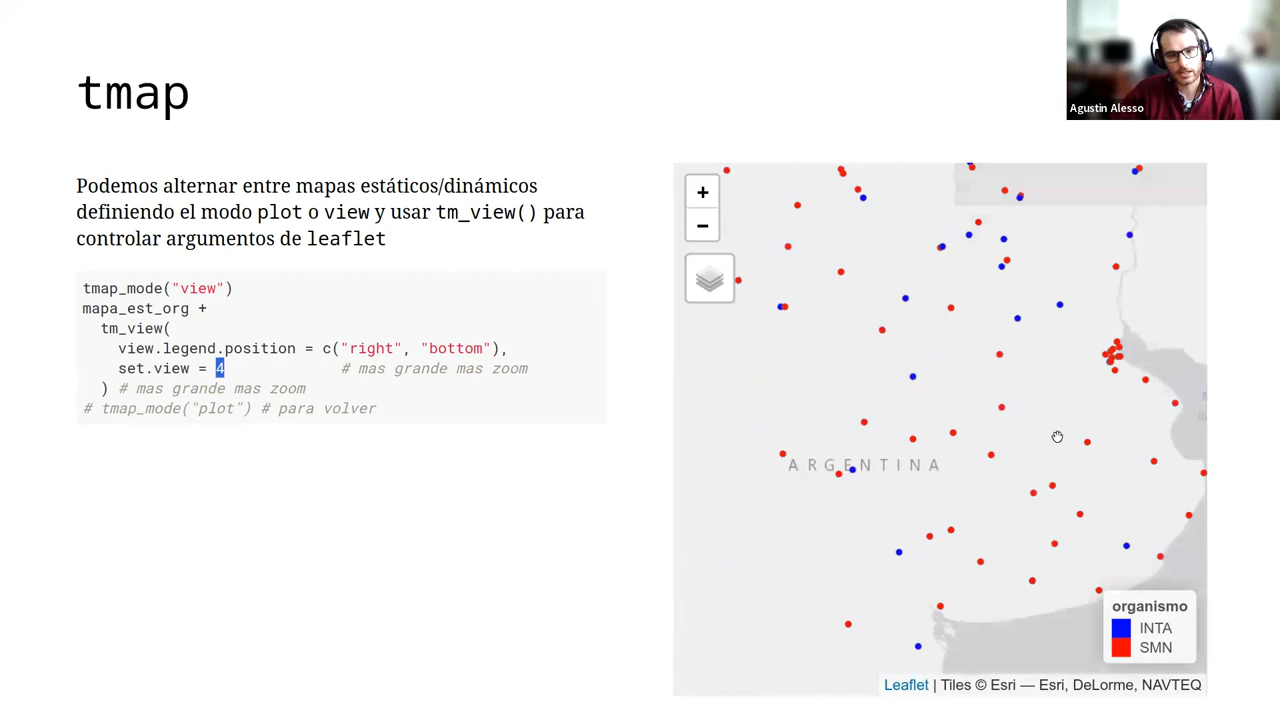 tmap
Agustin Alesso
Podemos alternar entre mapas estáticos/dinámicos
definiendo el modo plot o view y usar tm_view() para
controlar argumentos de leaflet
tmap_mode("view")
mapa_est_org +
  tm_view(
    view.legend.position = c("right", "bottom"),
    set.view = 4             # mas grande mas zoom
  ) # mas grande mas zoom
# tmap_mode("plot") # para volver
+
−
ARGENTINA
organismo
INTA
SMN
Leaflet | Tiles © Esri — Esri, DeLorme, NAVTEQ